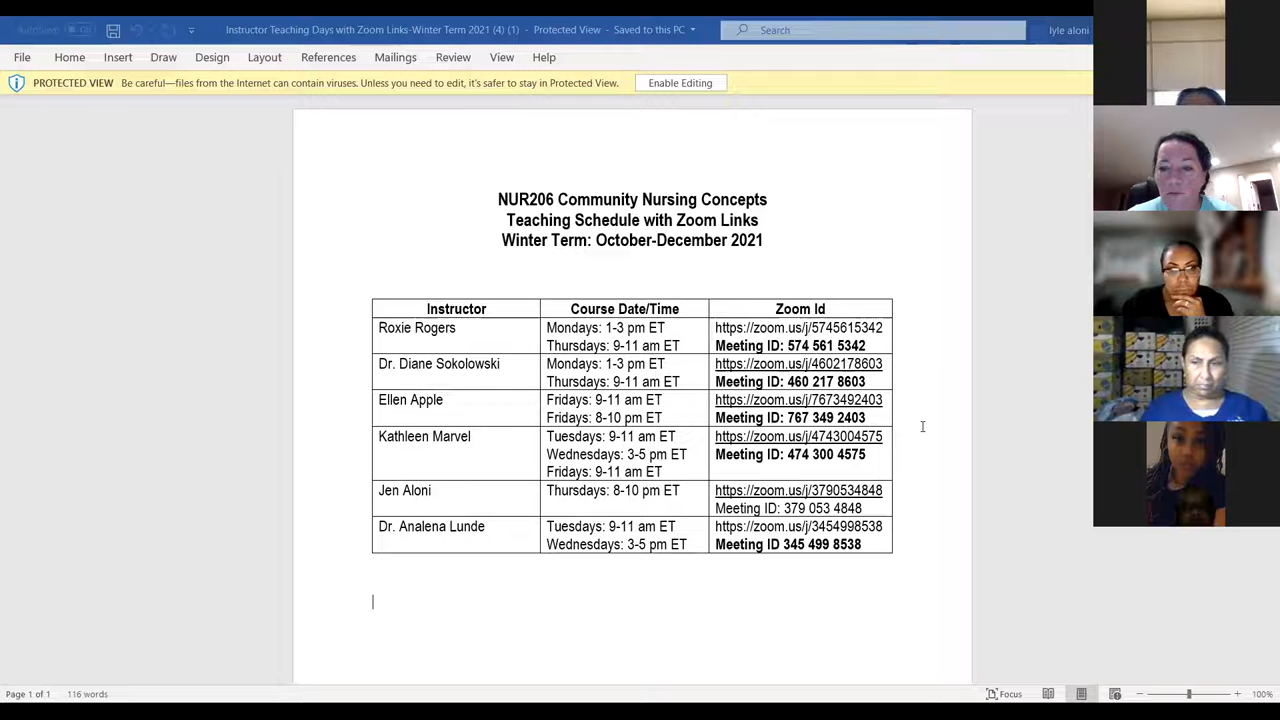 Instructor Teaching Days with Zoom Links-Winter Term 2021 (4) (1) - Protected View - Saved to this PC
Search
lyle aloni
File Home Insert Draw Design Layout References Mailings Review View Help
PROTECTED VIEW Be careful—files from the Internet can contain viruses. Unless you need to edit, it's safer to stay in Protected View. Enable Editing
NUR206 Community Nursing Concepts
Teaching Schedule with Zoom Links
Winter Term: October-December 2021
Instructor Course Date/Time Zoom Id
Roxie Rogers Mondays: 1-3 pm ET https://zoom.us/j/5745615342
Thursdays: 9-11 am ET Meeting ID: 574 561 5342
Dr. Diane Sokolowski Mondays: 1-3 pm ET https://zoom.us/j/4602178603
Thursdays: 9-11 am ET Meeting ID: 460 217 8603
Ellen Apple Fridays: 9-11 am ET https://zoom.us/j/7673492403
Fridays: 8-10 pm ET Meeting ID: 767 349 2403
Kathleen Marvel Tuesdays: 9-11 am ET https://zoom.us/j/4743004575
Wednesdays: 3-5 pm ET Meeting ID: 474 300 4575
Fridays: 9-11 am ET
Jen Aloni Thursdays: 8-10 pm ET https://zoom.us/j/3790534848
Meeting ID: 379 053 4848
Dr. Analena Lunde Tuesdays: 9-11 am ET https://zoom.us/j/3454998538
Wednesdays: 3-5 pm ET Meeting ID 345 499 8538
Page 1 of 1 116 words Focus 100%